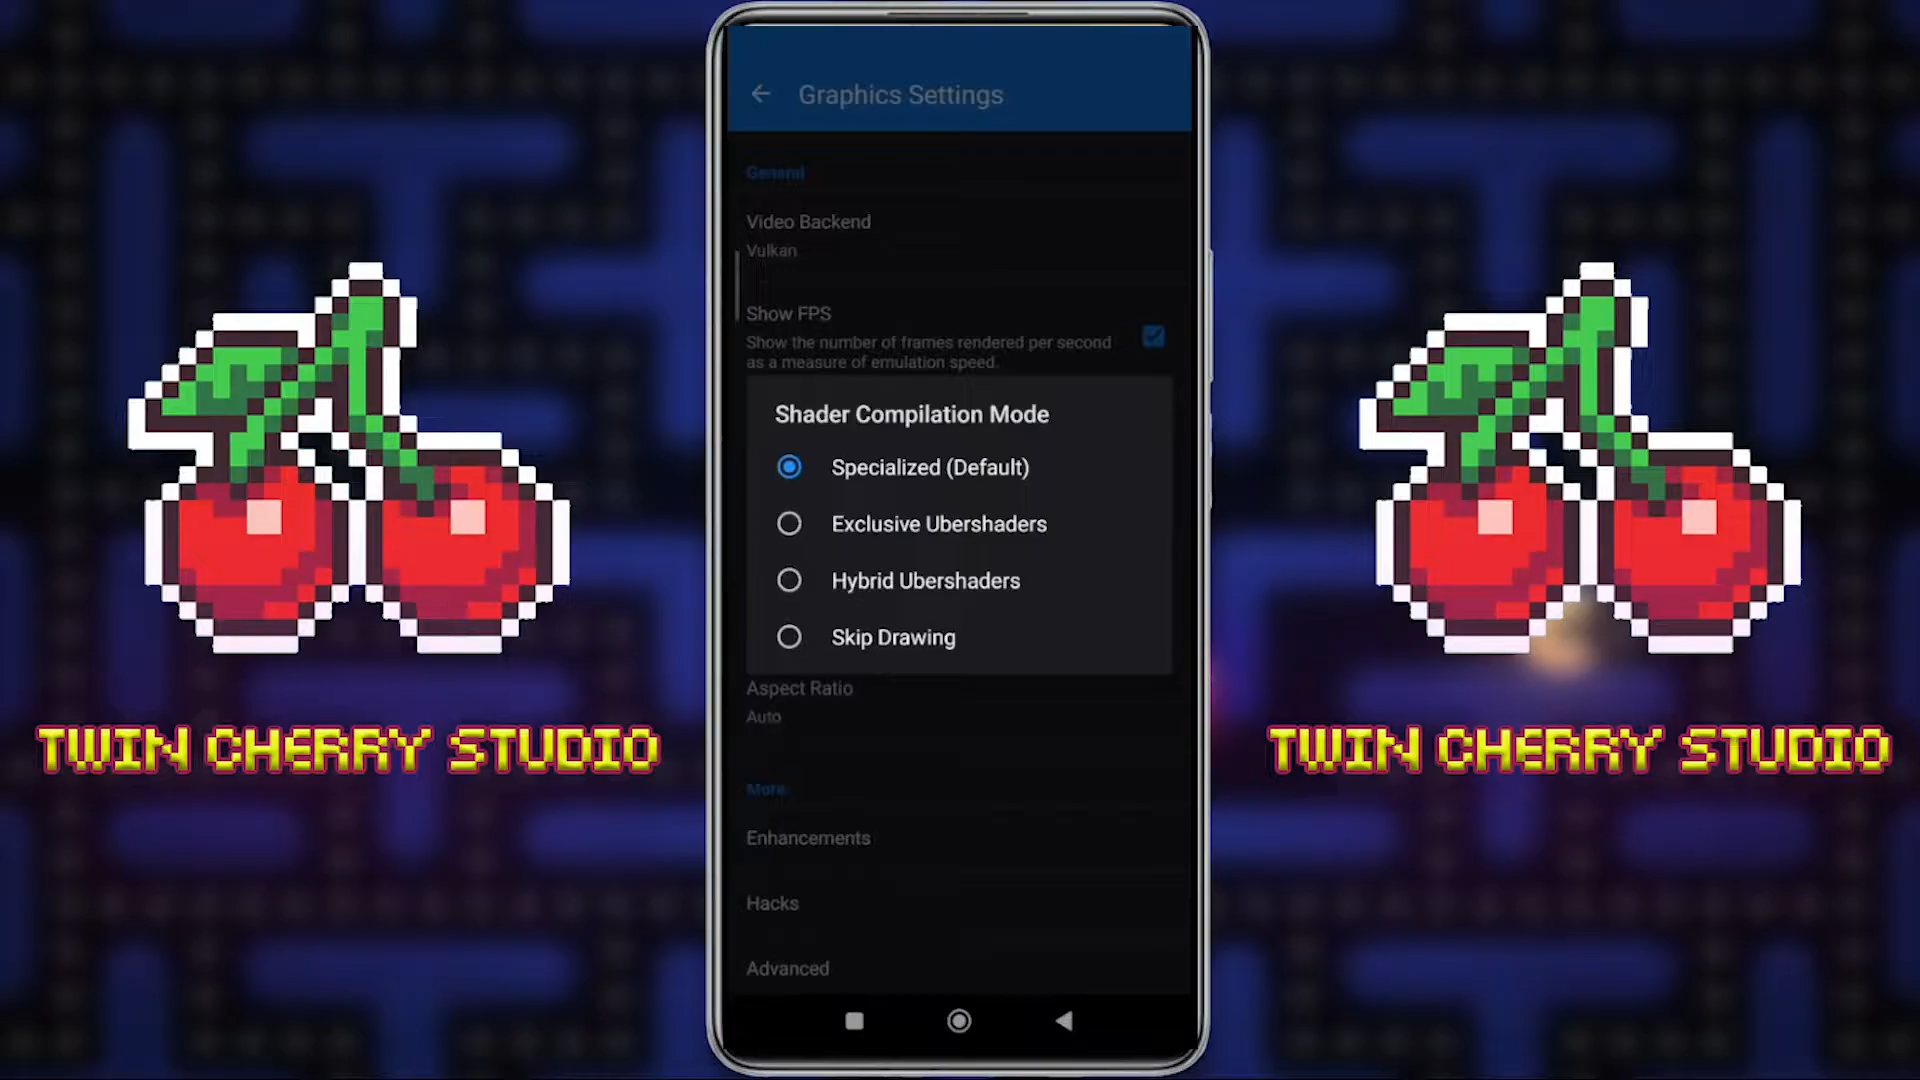 Graphics Settings
General
Video Backend
Vulkan
Show FPS
Show the number of frames rendered per second
as a measure of emulation speed.
Shader Compilation Mode
Specialized (Default)
Exclusive Ubershaders
Hybrid Ubershaders
Skip Drawing
Aspect Ratio
Auto
More
Enhancements
Hacks
Advanced
TWIN CHERRY STUDIO
TWIN CHERRY STUDIO